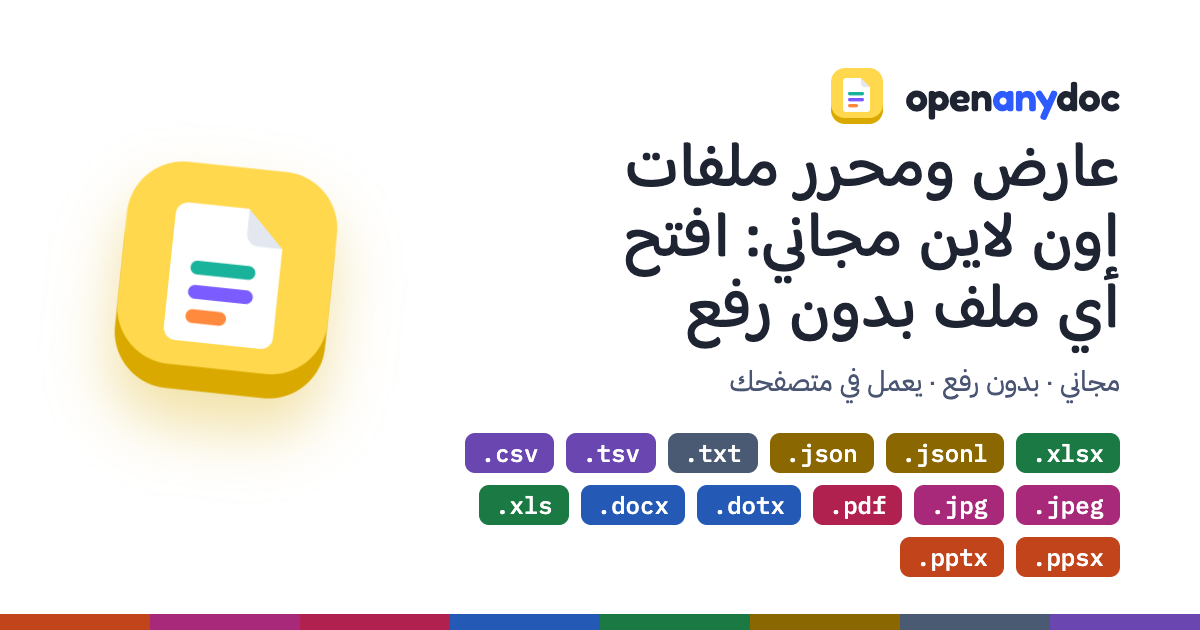 openanydoc
عارض ومحرر ملفات
اون لاين مجاني: افتح
أي ملف بدون رفع
مجاني · بدون رفع · يعمل في متصفحك
.csv .tsv .txt .json .jsonl .xlsx
.xls .docx .dotx .pdf .jpg .jpeg
.pptx .ppsx